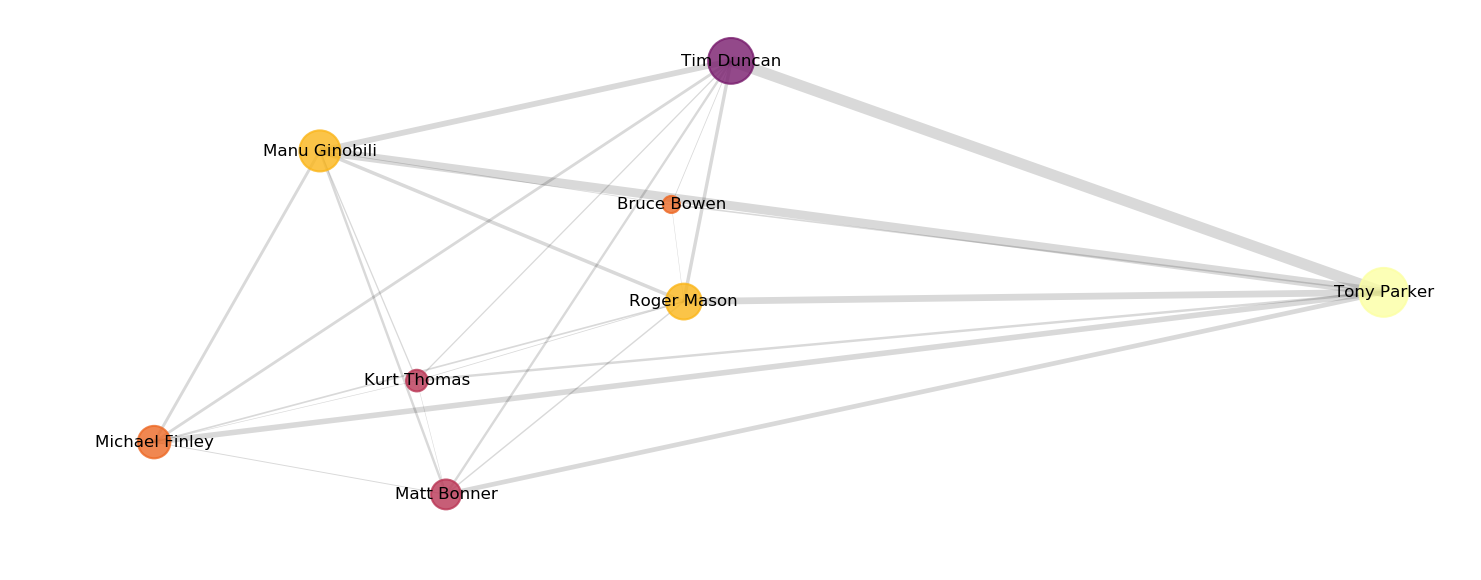 Tim Duncan
Manu Ginobili
Bruce Bowen
Tony Parker
Roger Mason
Kurt Thomas
Michael Finley
Matt Bonner